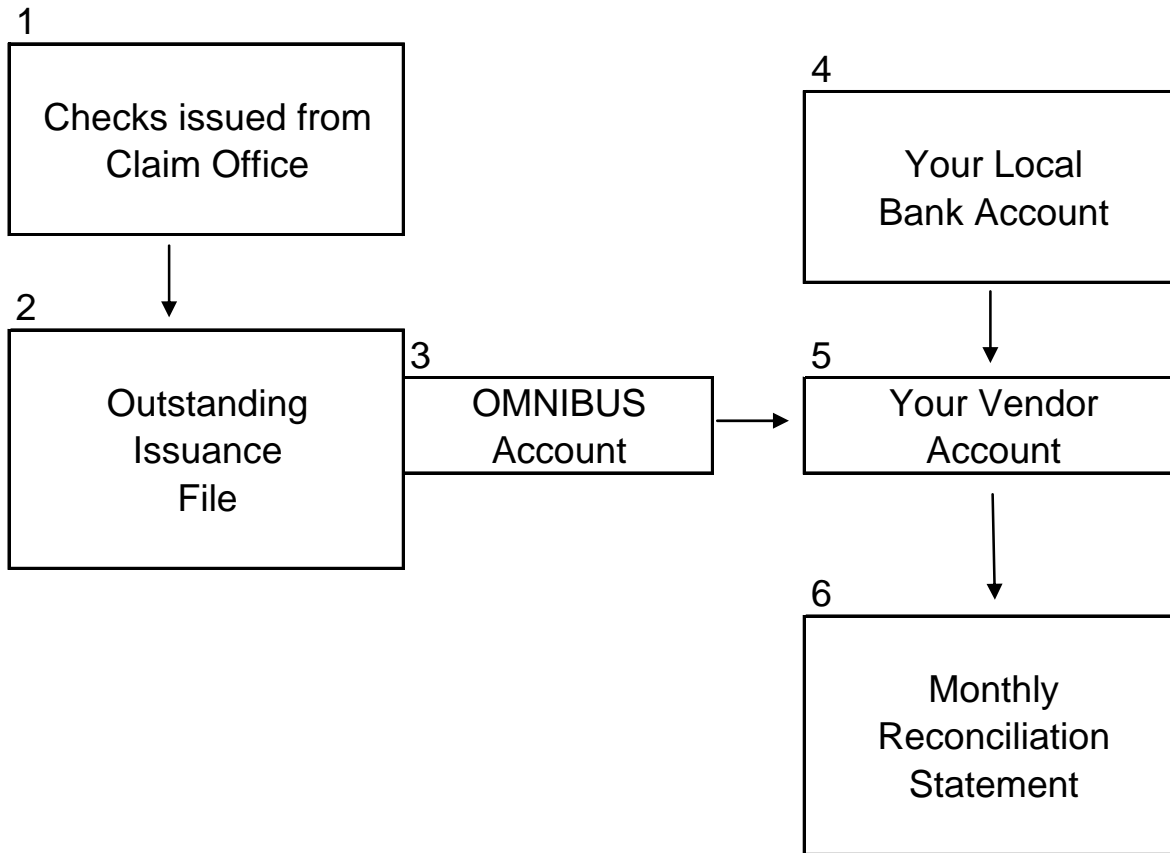 1
Checks issued from
Claim Office
2
Outstanding
Issuance
File
3
OMNIBUS
Account
4
Your Local
Bank Account
5
Your Vendor
Account
6
Monthly
Reconciliation
Statement